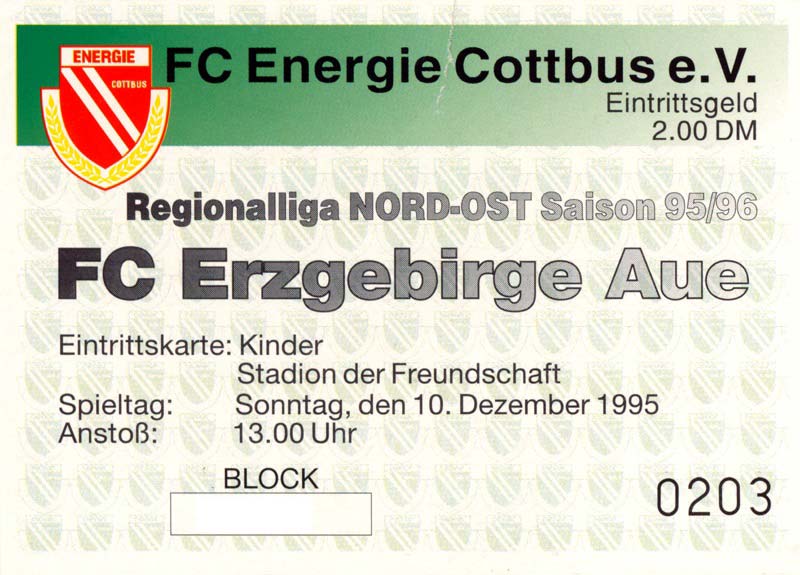 ENERGIE
COTTBUS
FC Energie Cottbus e.V.
Eintrittsgeld
2.00 DM
Regionalliga NORD-OST Saison 95/96
FC Erzgebirge Aue
Eintrittskarte: Kinder
Stadion der Freundschaft
Spieltag: Sonntag, den 10. Dezember 1995
Anstoß: 13.00 Uhr
BLOCK
0203